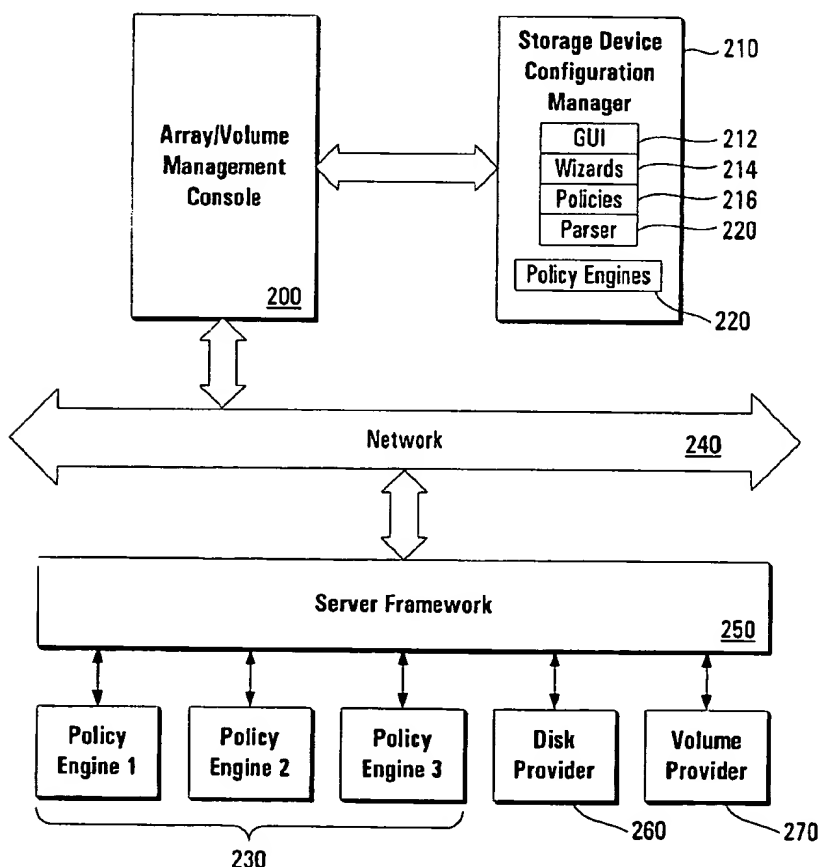 Array/Volume
Management
Console
200
Storage Device
Configuration
Manager
GUI
Wizards
Policies
Parser
Policy Engines
210
212
214
216
220
220
Network
240
Server Framework
250
Policy
Engine 1
Policy
Engine 2
Policy
Engine 3
Disk
Provider
Volume
Provider
230
260
270